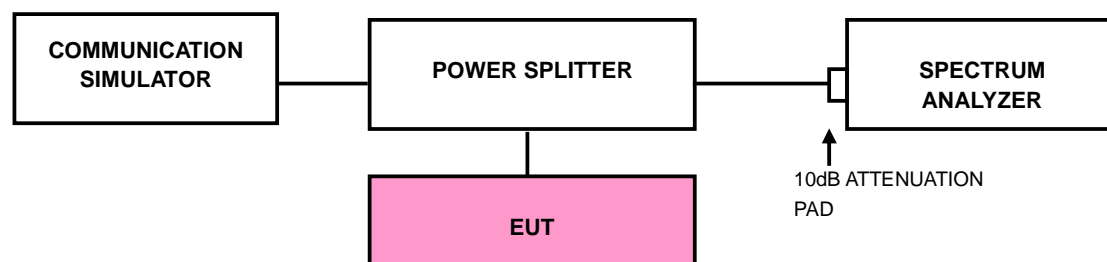 COMMUNICATION
SIMULATOR
POWER SPLITTER
SPECTRUM
ANALYZER
10dB ATTENUATION
PAD
EUT